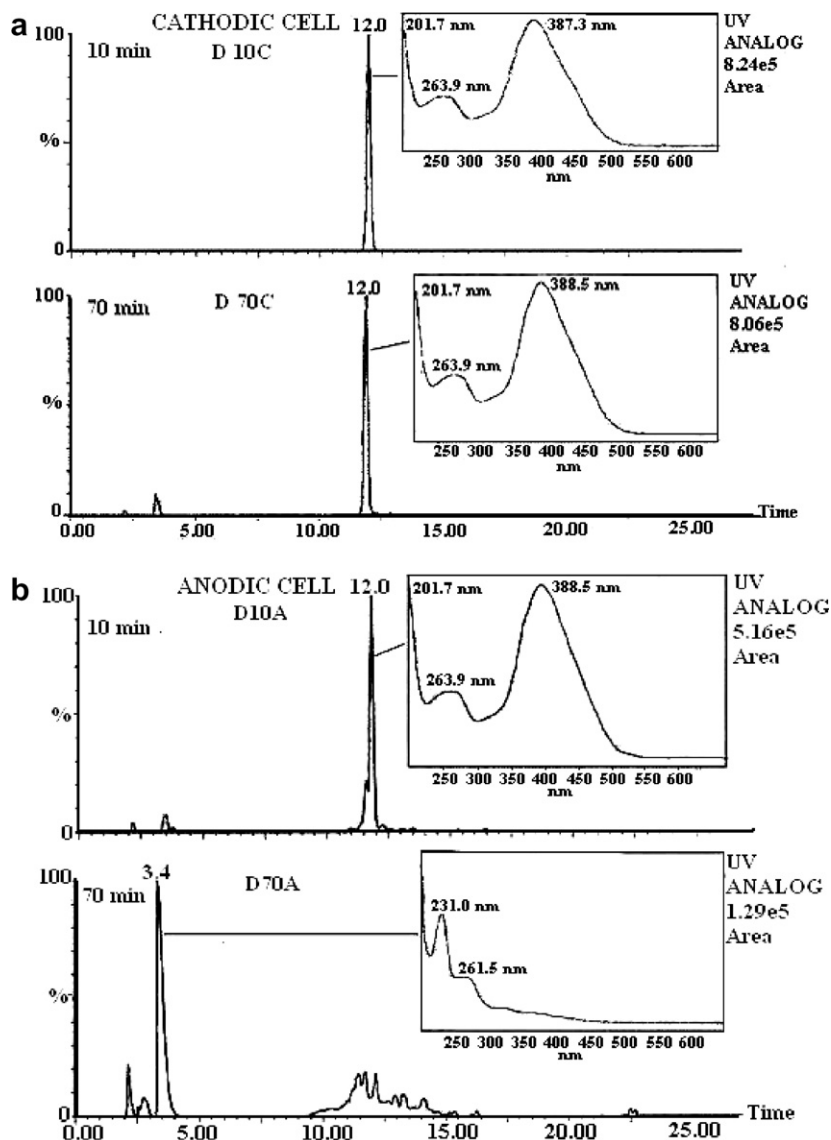 a
CATHODIC CELL
D 10C
10 min
12.0
100
%
0
201.7 nm
387.3 nm
263.9 nm
250 300 350 400 450 500 550 600
nm
UV
ANALOG
8.24e5
Area
70 min
D 70C
12.0
100
%
0
201.7 nm
388.5 nm
263.9 nm
250 300 350 400 450 500 550 600
nm
UV
ANALOG
8.06e5
Area
0.00 5.00 10.00 15.00 20.00 25.00
Time
b
ANODIC CELL
D10A
10 min
12.0
100
%
0
201.7 nm
388.5 nm
263.9 nm
250 300 350 400 450 500 550 600
nm
UV
ANALOG
5.16e5
Area
70 min
D70A
3.4
100
%
0
231.0 nm
261.5 nm
250 300 350 400 450 500 550 600
nm
UV
ANALOG
1.29e5
Area
0.00 5.00 10.00 15.00 20.00 25.00
Time